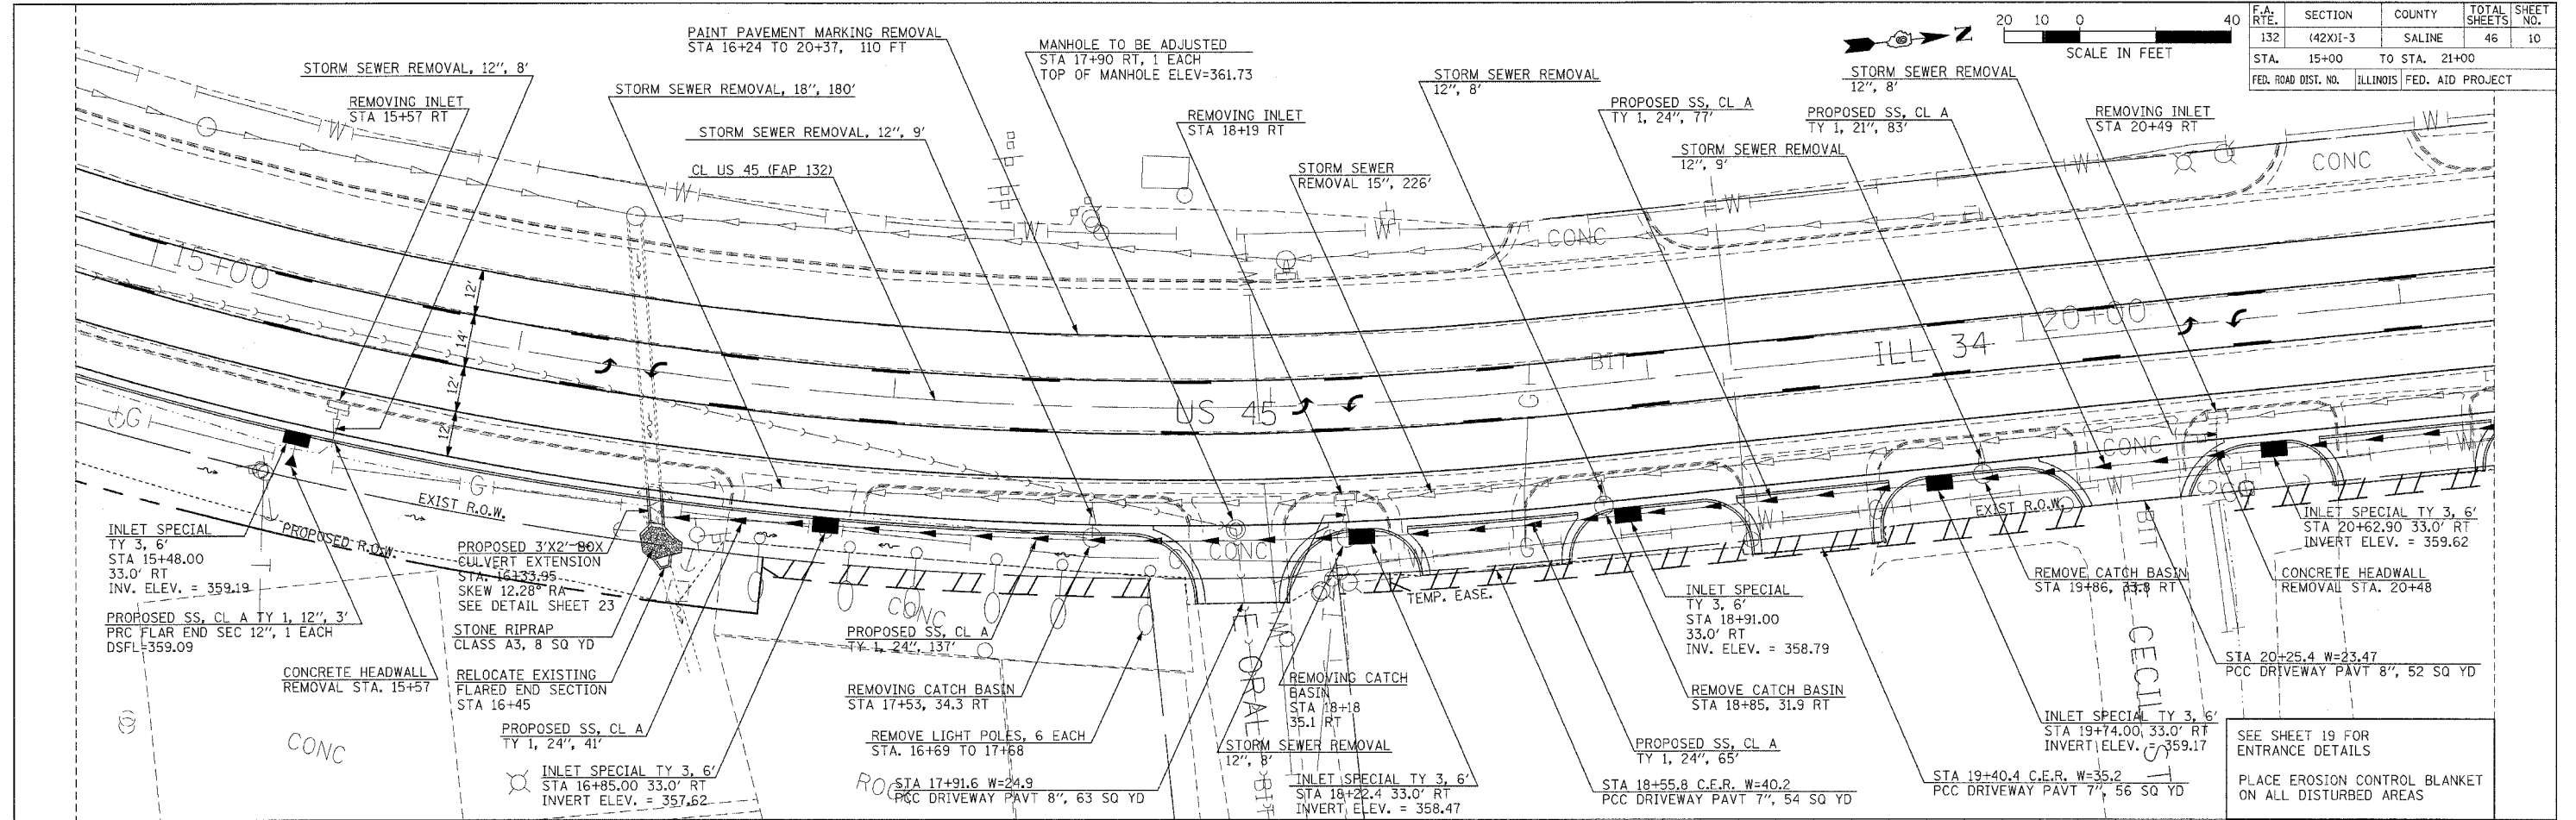 F.A. RTE. SECTION COUNTY TOTAL SHEETS SHEET NO.
132 (42X)I-3 SALINE 46 10
STA. 15+00 TO STA. 21+00
FED. ROAD DIST. NO. ILLINOIS FED. AID PROJECT
20 10 0 40
SCALE IN FEET
Z
PAINT PAVEMENT MARKING REMOVAL
STA 16+24 TO 20+37, 110 FT
MANHOLE TO BE ADJUSTED
STA 17+90 RT, 1 EACH
TOP OF MANHOLE ELEV=361.73
STORM SEWER REMOVAL, 12", 8'
REMOVING INLET
STA 15+57 RT
STORM SEWER REMOVAL, 18", 180'
STORM SEWER REMOVAL, 12", 9'
CL US 45 (FAP 132)
REMOVING INLET
STA 18+19 RT
STORM SEWER
REMOVAL 15", 226'
STORM SEWER REMOVAL
12", 8'
PROPOSED SS, CL A
TY 1, 24", 77'
STORM SEWER REMOVAL
12", 9'
STORM SEWER REMOVAL
12", 8'
PROPOSED SS, CL A
TY 1, 21", 83'
REMOVING INLET
STA 20+49 RT
W
W
W
W
W
W
W
CONC
CONC
15+00
12'
14'
12'
12'
US 45
BIT
ILL 34
20+00
G
G
G
EXIST R.O.W.
PROPOSED R.O.W.
CONC
CONC
W
W
W
EXIST R.O.W.
INLET SPECIAL
TY 3, 6'
STA 15+48.00
33.0' RT
INV. ELEV. = 359.19
PROPOSED SS, CL A TY 1, 12", 3'
PRC FLAR END SEC 12", 1 EACH
DSFL=359.09
CONCRETE HEADWALL
REMOVAL STA. 15+57
PROPOSED 3'X2' BOX
CULVERT EXTENSION
STA. 16+33.95
SKEW 12.28° RA
SEE DETAIL SHEET 23
STONE RIPRAP
CLASS A3, 8 SQ YD
RELOCATE EXISTING
FLARED END SECTION
STA 16+45
PROPOSED SS, CL A
TY 1, 24", 41'
INLET SPECIAL TY 3, 6'
STA 16+85.00 33.0' RT
INVERT ELEV. = 357.62
CONC
CONC
PROPOSED SS, CL A
TY 1, 24", 137'
REMOVING CATCH BASIN
STA 17+53, 34.3 RT
REMOVE LIGHT POLES, 6 EACH
STA. 16+69 TO 17+68
STA 17+91.6 W=24.9
PCC DRIVEWAY PAVT 8", 63 SQ YD
E ORAL
BIT
REMOVING CATCH
BASIN
STA 18+18
35.1 RT
STORM SEWER REMOVAL
12", 8'
INLET SPECIAL TY 3, 6'
STA 18+22.4 33.0' RT
INVERT ELEV. = 358.47
TEMP. EASE.
INLET SPECIAL
TY 3, 6'
STA 18+91.00
33.0' RT
INV. ELEV. = 358.79
REMOVE CATCH BASIN
STA 18+85, 31.9 RT
PROPOSED SS, CL A
TY 1, 24", 65'
STA 18+55.8 C.E.R. W=40.2
PCC DRIVEWAY PAVT 7", 54 SQ YD
INLET SPECIAL TY 3, 6'
STA 20+62.90 33.0' RT
INVERT ELEV. = 359.62
REMOVE CATCH BASIN
STA 19+86, 33.8 RT
CONCRETE HEADWALL
REMOVAL STA. 20+48
STA 20+25.4 W=23.47
PCC DRIVEWAY PAVT 8", 52 SQ YD
INLET SPECIAL TY 3, 6'
STA 19+74.00 33.0' RT
INVERT ELEV. = 359.17
STA 19+40.4 C.E.R. W=35.2
PCC DRIVEWAY PAVT 7", 56 SQ YD
BIT
CECIL ST
SEE SHEET 19 FOR
ENTRANCE DETAILS
PLACE EROSION CONTROL BLANKET
ON ALL DISTURBED AREAS